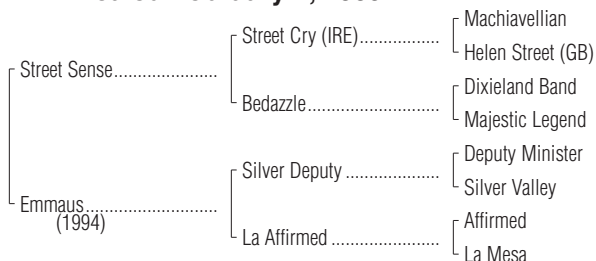 Street Sense
Emmaus
(1994)
Street Cry (IRE)
Bedazzle
Silver Deputy
La Affirmed
Machiavellian
Helen Street (GB)
Dixieland Band
Majestic Legend
Deputy Minister
Silver Valley
Affirmed
La Mesa